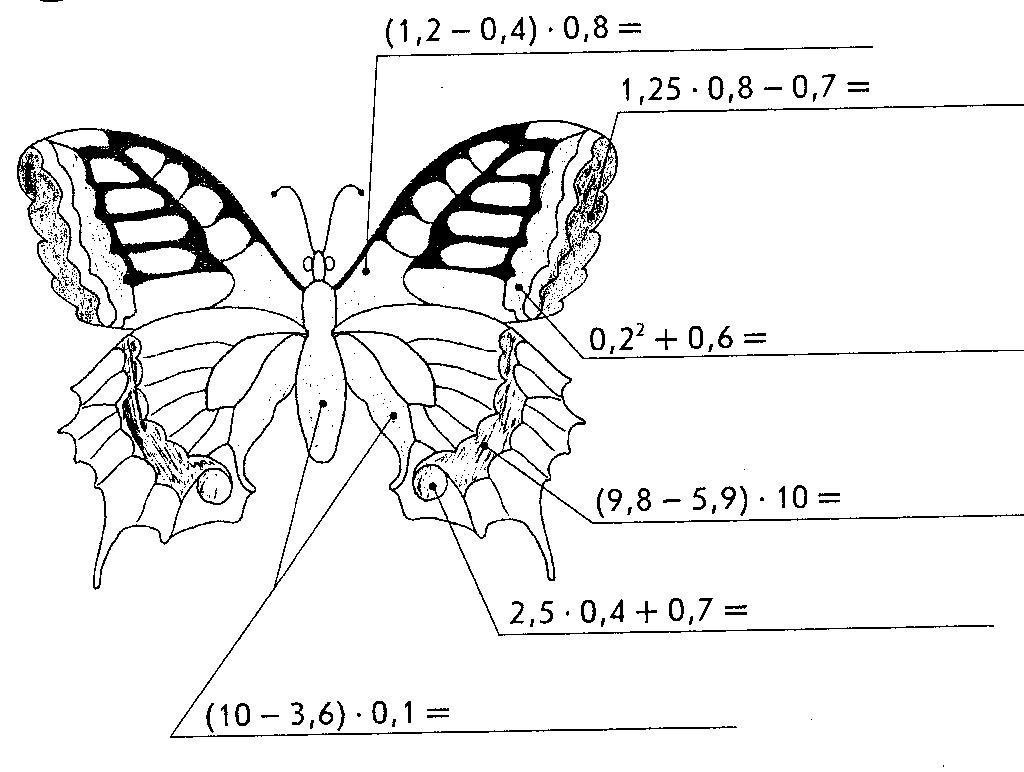 (1,2 − 0,4) · 0,8 =
1,25 · 0,8 − 0,7 =
0,2² + 0,6 =
(9,8 − 5,9) · 10 =
2,5 · 0,4 + 0,7 =
(10 − 3,6) · 0,1 =